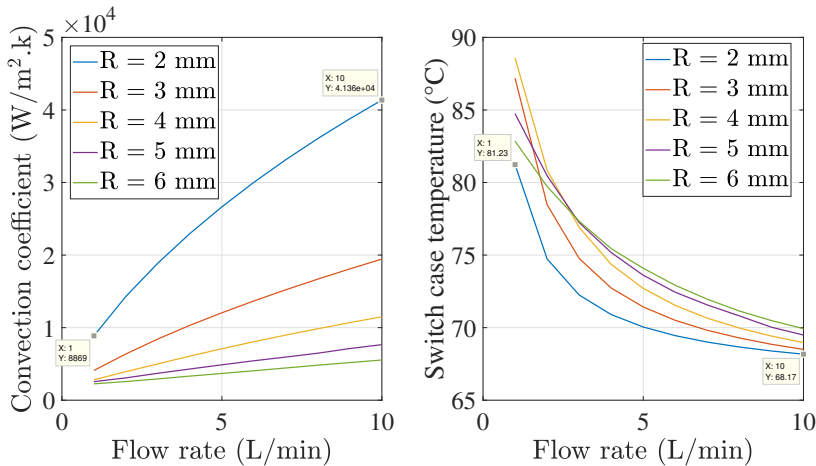 ×10⁴
Convection coefficient (W/m².k)
5
4
3
2
1
0
0
5
10
Flow rate (L/min)
R = 2 mm
R = 3 mm
R = 4 mm
R = 5 mm
R = 6 mm
X: 10
Y: 4.136e+04
X: 1
Y: 8869
Switch case temperature (°C)
90
85
80
75
70
65
0
5
10
Flow rate (L/min)
R = 2 mm
R = 3 mm
R = 4 mm
R = 5 mm
R = 6 mm
X: 1
Y: 81.23
X: 10
Y: 68.17